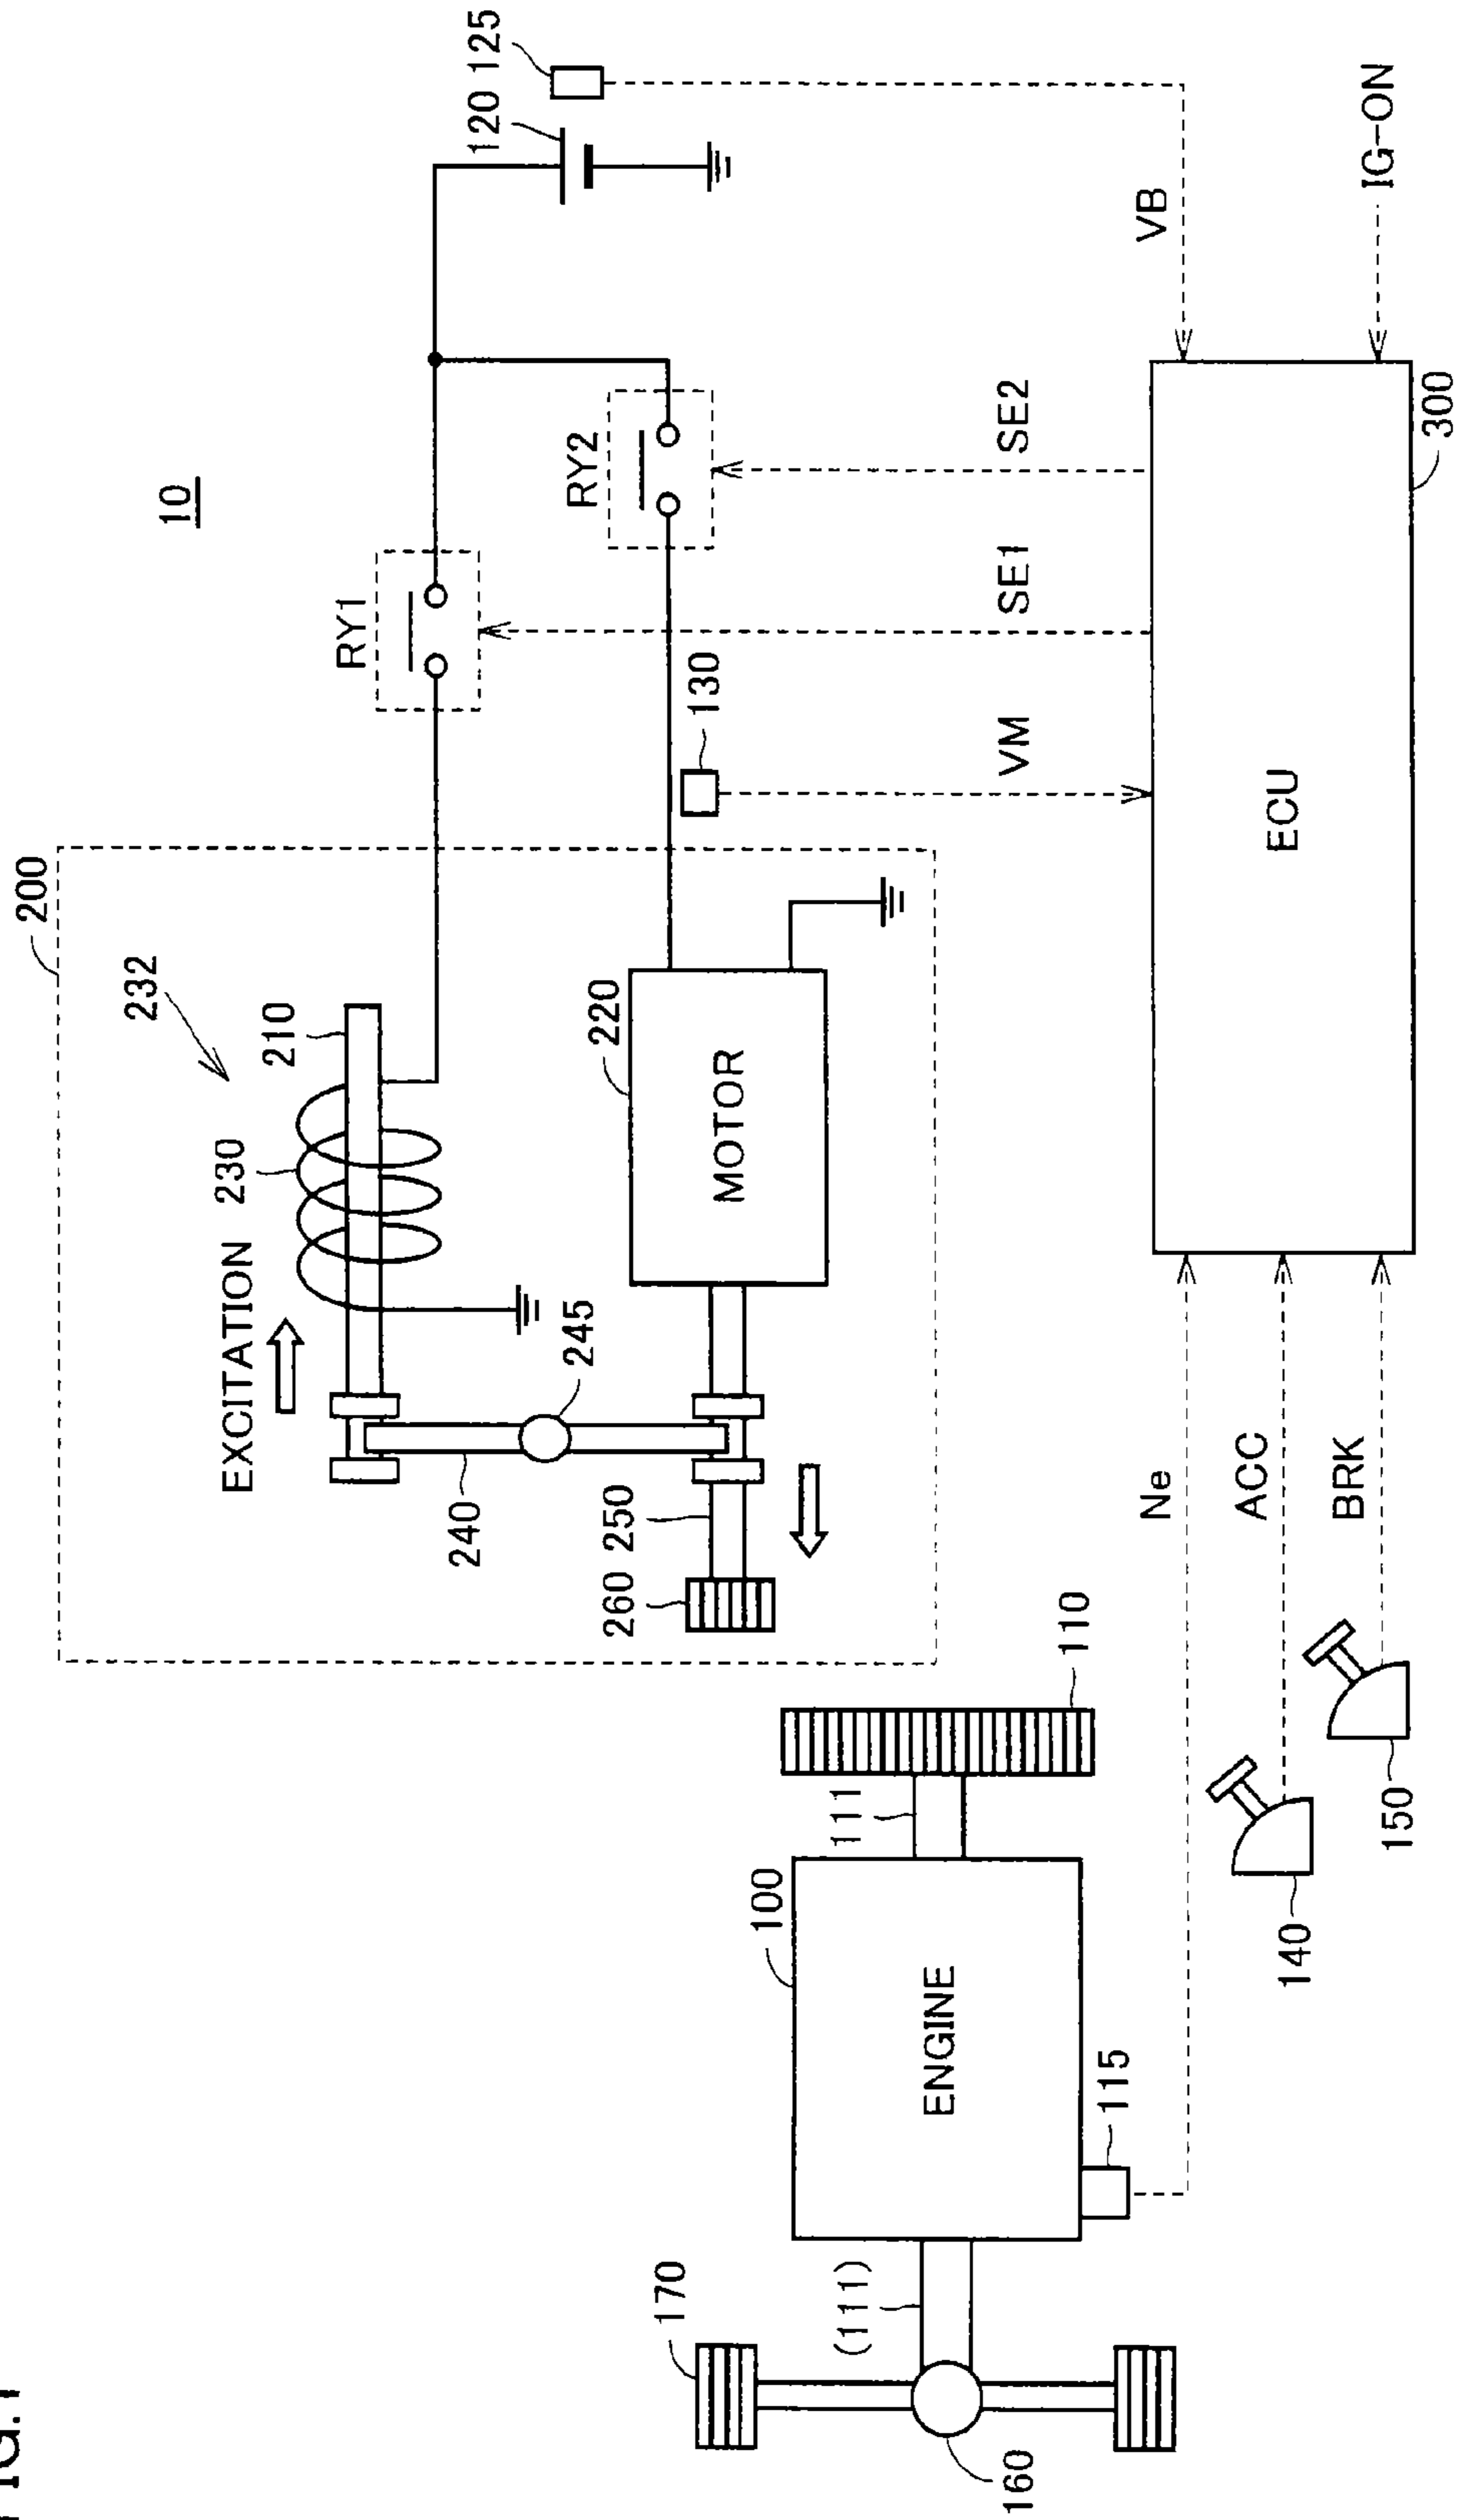 FIG.1
10
200
232
210
EXCITATION 230
RY1
120 125
RY2
240
245
220
MOTOR
260 250
130
VM
SE1
SE2
VB
IG-ON
170
100
(111)
111
110
ENGINE
115
160
Ne
ACC
BRK
140
150
ECU
300